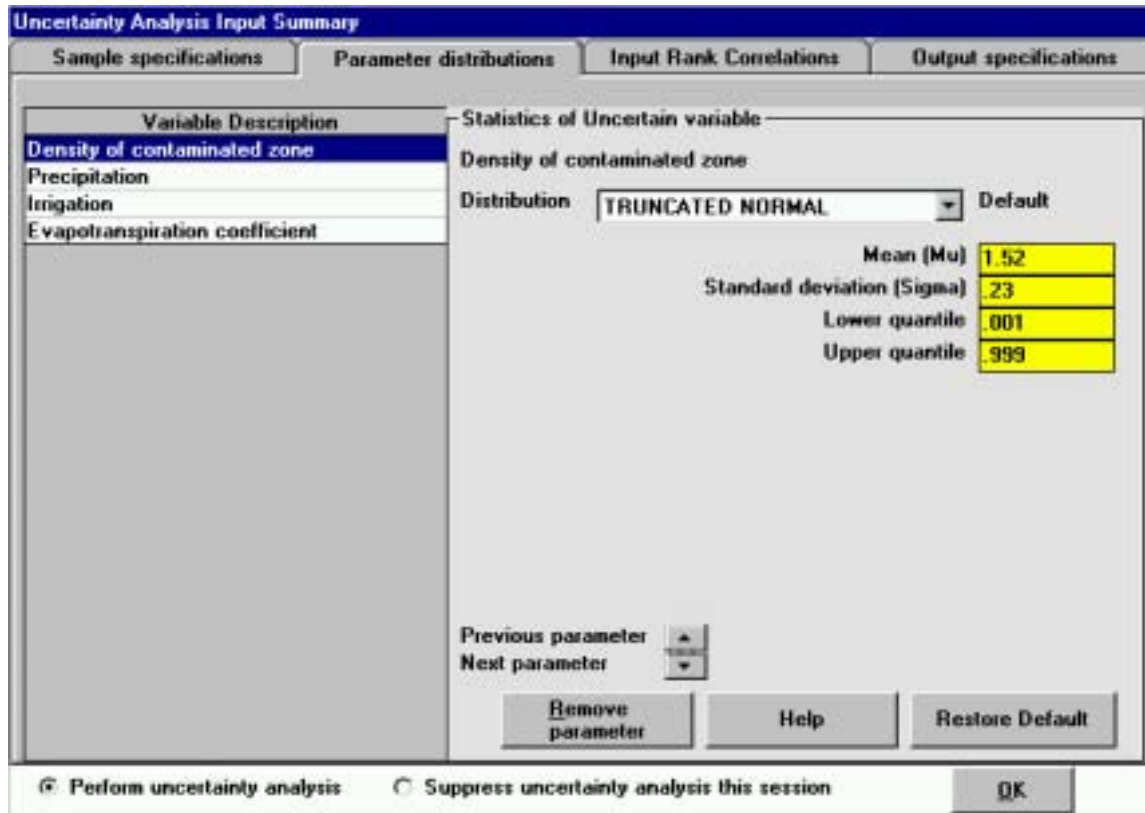 Uncertainty Analysis Input Summary
Sample specifications
Parameter distributions
Input Rank Correlations
Output specifications
Variable Description
Density of contaminated zone
Precipitation
Irrigation
Evapotranspiration coefficient
Statistics of Uncertain variable
Density of contaminated zone
Distribution TRUNCATED NORMAL Default
Mean (Mu) 1.52
Standard deviation (Sigma) .23
Lower quantile .001
Upper quantile .999
Previous parameter
Next parameter
Remove
parameter
Help
Restore Default
Perform uncertainty analysis
Suppress uncertainty analysis this session
OK